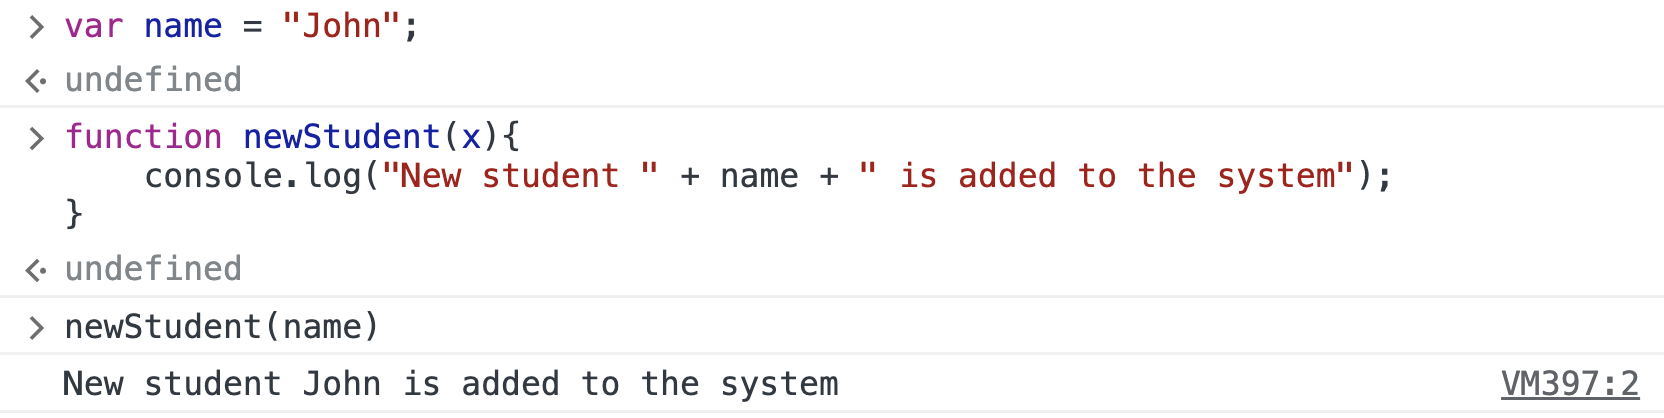 > var name = "John";
<· undefined
> function newStudent(x){
    console.log("New student " + name + " is added to the system");
}
<· undefined
> newStudent(name)
New student John is added to the system VM397:2